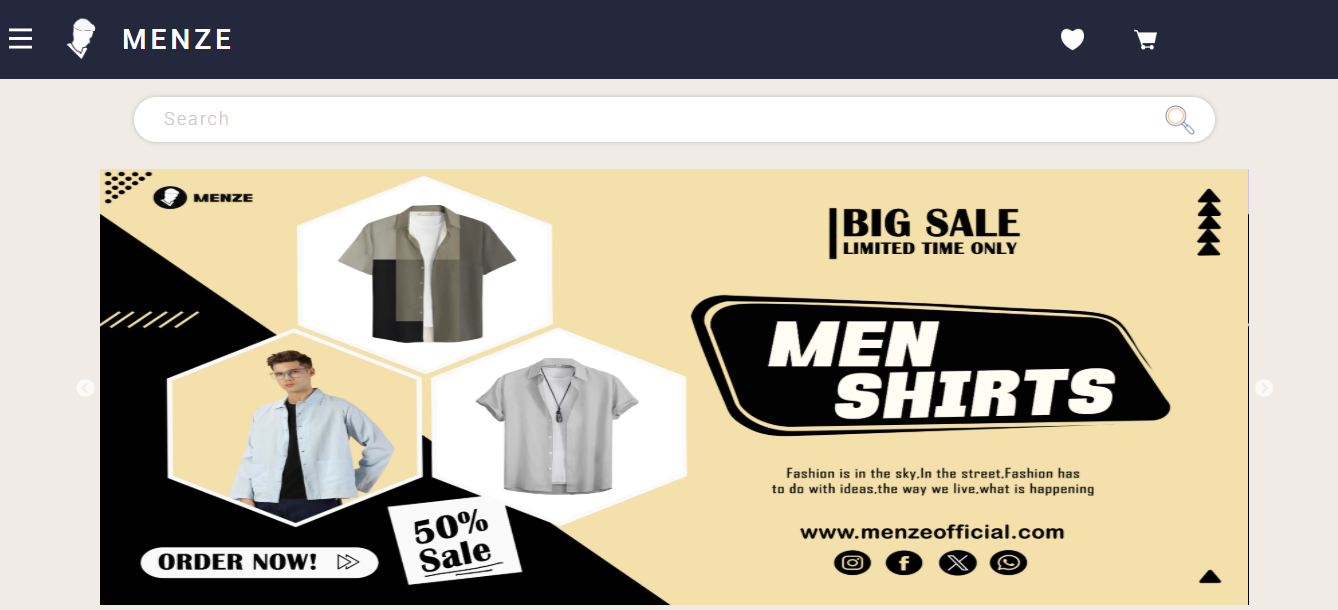 MENZE
Search
MENZE
BIG SALE
LIMITED TIME ONLY
MEN
SHIRTS
Fashion is in the sky,In the street,Fashion has
to do with ideas,the way we live,what is happening
www.menzeofficial.com
50%
Sale
ORDER NOW!